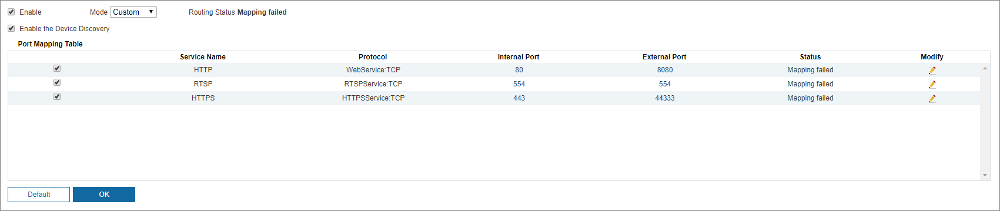 Enable Mode Custom Routing Status Mapping failed
Enable the Device Discovery
Port Mapping Table
Service Name Protocol Internal Port External Port Status Modify
HTTP WebService:TCP 80 8080 Mapping failed
RTSP RTSPService:TCP 554 554 Mapping failed
HTTPS HTTPSService:TCP 443 44333 Mapping failed
Default OK